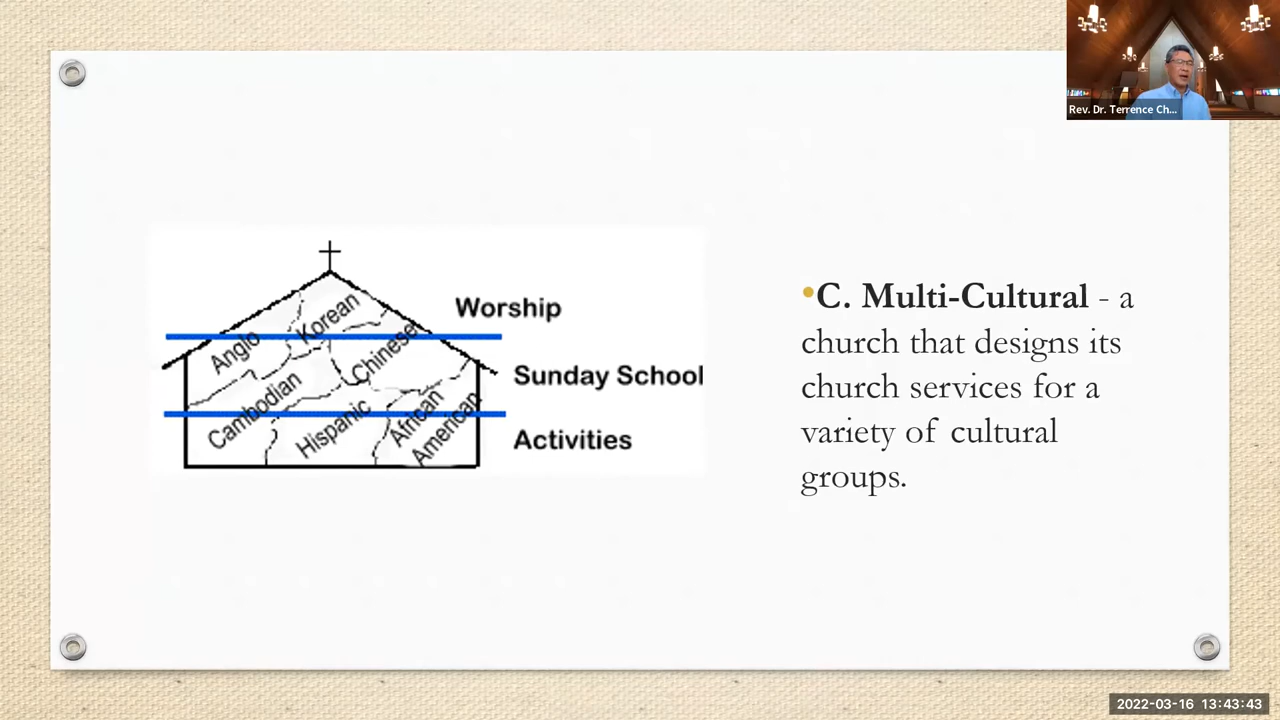 Rev. Dr. Terrence Ch...
Worship
Korean
Anglo
Chinese
Sunday School
Cambodian
Hispanic
African
American
Activities
•C. Multi-Cultural - a
church that designs its
church services for a
variety of cultural
groups.
2022-03-16 13:43:43